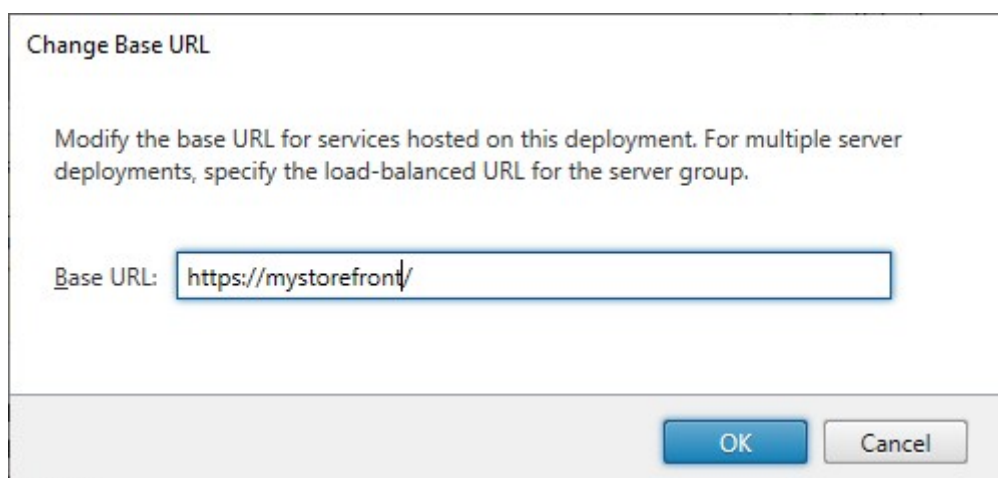 Change Base URL
Modify the base URL for services hosted on this deployment. For multiple server
deployments, specify the load-balanced URL for the server group.
Base URL: https://mystorefront/
OK Cancel